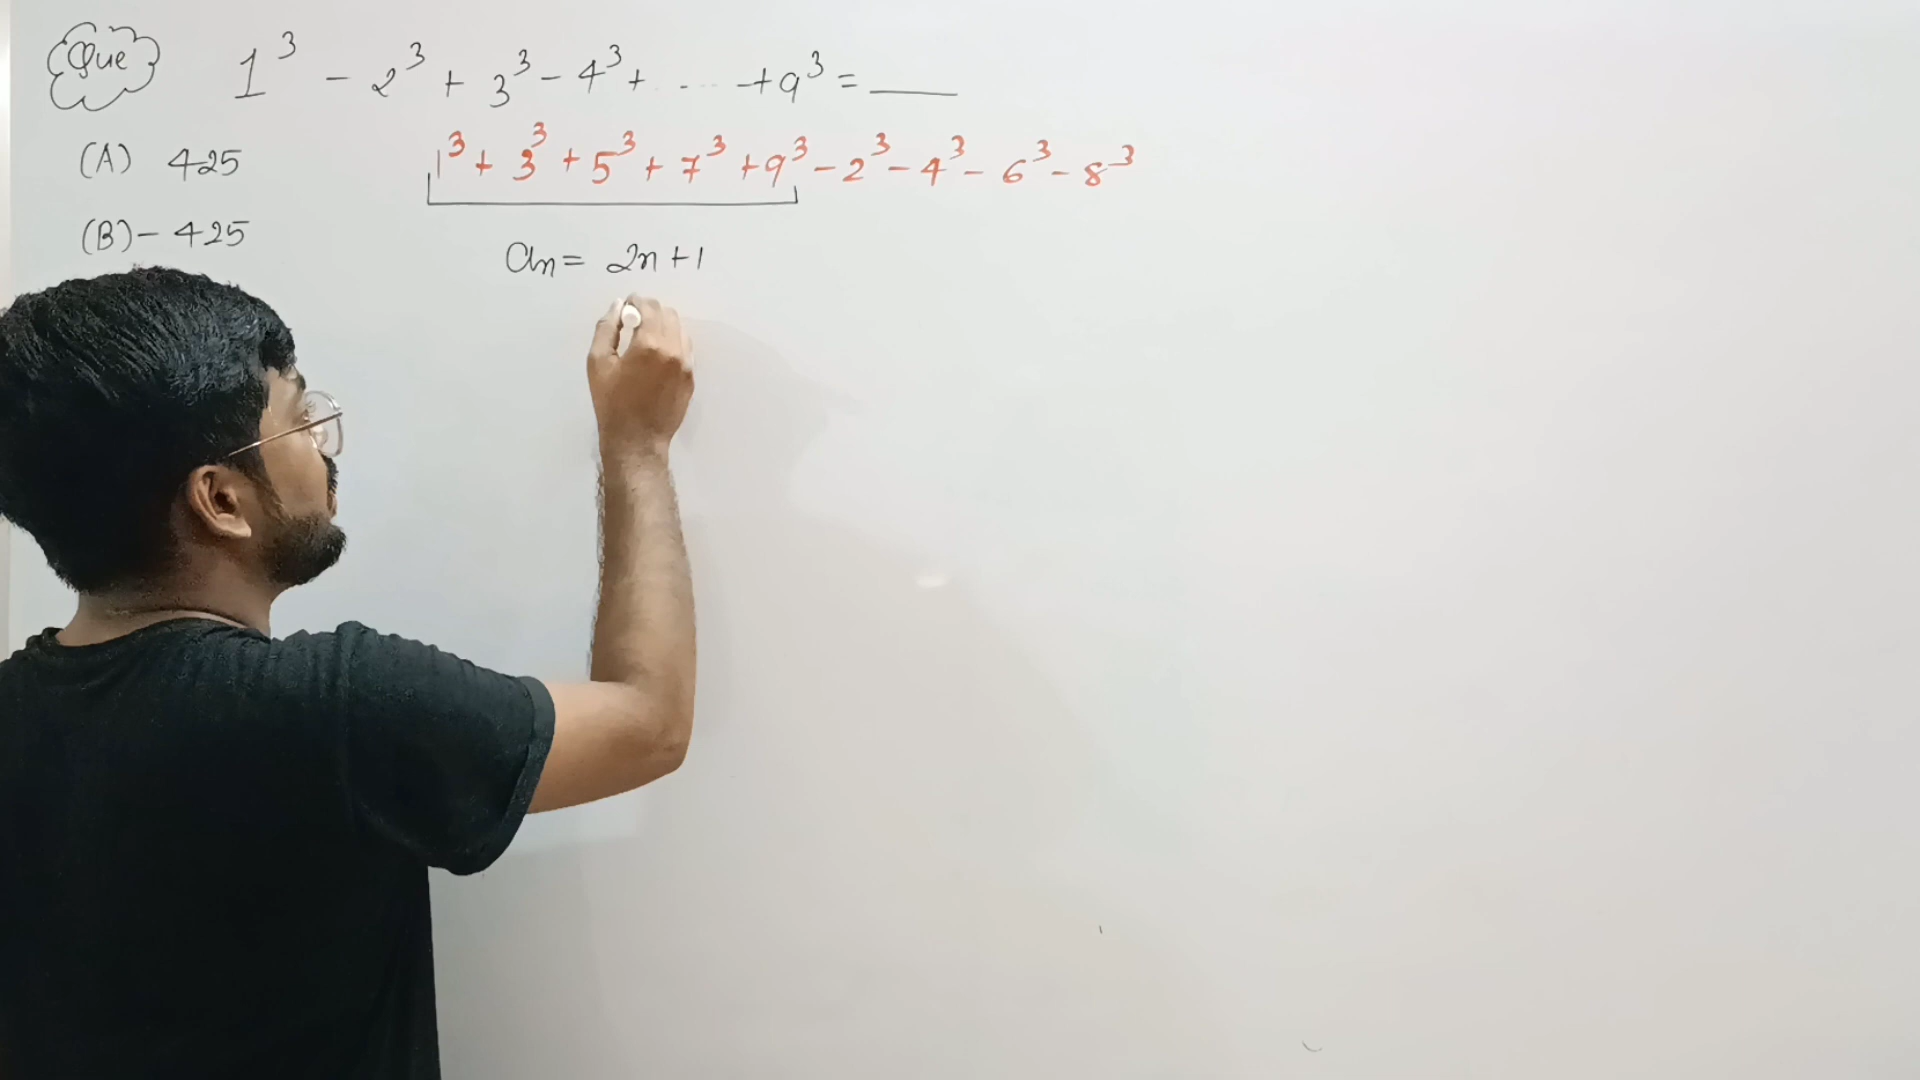 Que 1³ - 2³ + 3³ - 4³ + ..... + 9³ = ____
(A) 425
1³ + 3³ + 5³ + 7³ + 9³ - 2³ - 4³ - 6³ - 8³
(B) - 425
an = 2n + 1